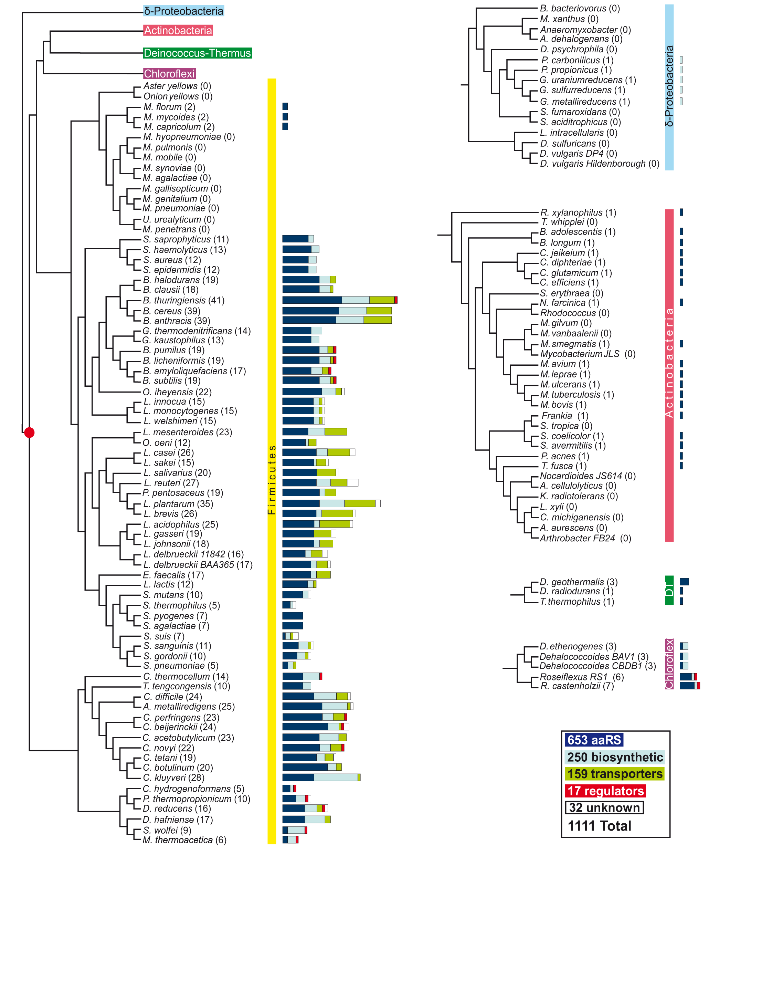 δ-Proteobacteria
Actinobacteria
Deinococcus-Thermus
Chloroflexi
Aster yellows (0)
Onion yellows (0)
M. florum (2)
M. mycoides (2)
M. capricolum (2)
M. hyopneumoniae (0)
M. pulmonis (0)
M. mobile (0)
M. synoviae (0)
M. agalactiae (0)
M. gallisepticum (0)
M. genitalium (0)
M. pneumoniae (0)
U. urealyticum (0)
M. penetrans (0)
S. saprophyticus (11)
S. haemolyticus (13)
S. aureus (12)
S. epidermidis (12)
B. halodurans (19)
B. clausii (18)
B. thuringiensis (41)
B. cereus (39)
B. anthracis (39)
G. thermodenitrificans (14)
G. kaustophilus (13)
B. pumilus (19)
B. licheniformis (19)
B. amyloliquefaciens (17)
B. subtilis (19)
O. iheyensis (22)
L. innocua (15)
L. monocytogenes (15)
L. welshimeri (15)
L. mesenteroides (23)
O. oeni (12)
L. casei (26)
L. sakei (15)
L. salivarius (20)
L. reuteri (27)
P. pentosaceus (19)
L. plantarum (35)
L. brevis (26)
L. acidophilus (25)
L. gasseri (19)
L. johnsonii (18)
L. delbrueckii 11842 (16)
L. delbrueckii BAA365 (17)
E. faecalis (17)
L. lactis (12)
S. mutans (10)
S. thermophilus (5)
S. pyogenes (7)
S. agalactiae (7)
S. suis (7)
S. sanguinis (11)
S. gordonii (10)
S. pneumoniae (5)
C. thermocellum (14)
T. tengcongensis (10)
C. difficile (24)
A. metalliredigens (25)
C. perfringens (23)
C. beijerinckii (24)
C. acetobutylicum (23)
C. novyi (22)
C. tetani (19)
C. botulinum (20)
C. kluyveri (28)
C. hydrogenoformans (5)
P. thermopropionicum (10)
D. reducens (16)
D. hafniense (17)
S. wolfei (9)
M. thermoacetica (6)
Firmicutes
B. bacteriovorus (0)
M. xanthus (0)
Anaeromyxobacter (0)
A. dehalogenans (0)
D. psychrophila (0)
P. carbonilicus (1)
P. propionicus (1)
G. uraniumreducens (1)
G. sulfurreducens (1)
G. metallireducens (1)
S. fumaroxidans (0)
S. aciditrophicus (0)
L. intracellularis (0)
D. sulfuricans (0)
D. vulgaris DP4 (0)
D. vulgaris Hildenborough (0)
δ-Proteobacteria
R. xylanophilus (1)
T. whipplei (0)
B. adolescentis (1)
B. longum (1)
C. jeikeium (1)
C. diphteriae (1)
C. glutamicum (1)
C. efficiens (1)
S. erythraea (0)
N. farcinica (1)
Rhodococcus (0)
M. gilvum (0)
M. vanbaalenii (0)
M. smegmatis (1)
Mycobacterium JLS (0)
M. avium (1)
M. leprae (1)
M. ulcerans (1)
M. tuberculosis (1)
M. bovis (1)
Frankia (1)
S. tropica (0)
S. coelicolor (1)
S. avermitilis (1)
P. acnes (1)
T. fusca (1)
Nocardioides JS614 (0)
A. cellulolyticus (0)
K. radiotolerans (0)
L. xyli (0)
C. michiganensis (0)
A. aurescens (0)
Arthrobacter FB24 (0)
Actinobacteria
D. geothermalis (3)
D. radiodurans (1)
T. thermophilus (1)
DT
D. ethenogenes (3)
Dehalococcoides BAV1 (3)
Dehalococcoides CBDB1 (3)
Roseiflexus RS1 (6)
R. castenholzii (7)
Chloroflex
653 aaRS
250 biosynthetic
159 transporters
17 regulators
32 unknown
1111 Total